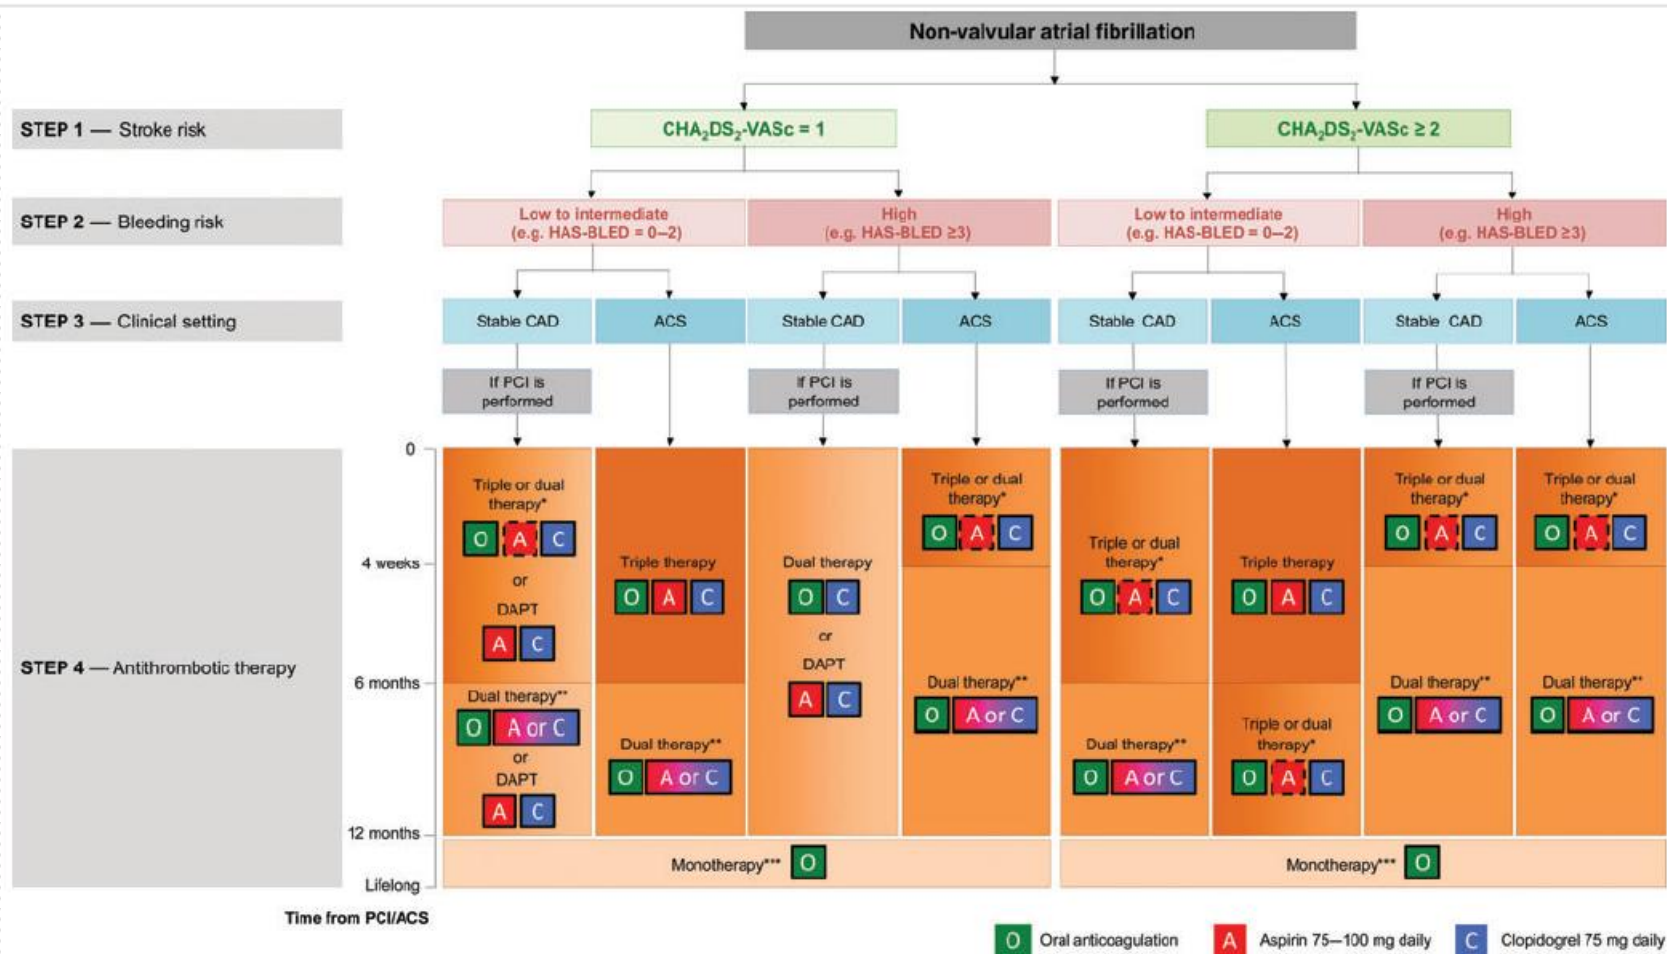 Non-valvular atrial fibrillation
STEP 1 — Stroke risk
CHA₂DS₂-VASc = 1
CHA₂DS₂-VASc ≥ 2
STEP 2 — Bleeding risk
Low to intermediate
(e.g. HAS-BLED = 0–2)
High
(e.g. HAS-BLED ≥3)
Low to intermediate
(e.g. HAS-BLED = 0–2)
High
(e.g. HAS-BLED ≥3)
STEP 3 — Clinical setting
Stable CAD
ACS
Stable CAD
ACS
Stable CAD
ACS
Stable CAD
ACS
If PCI is
performed
If PCI is
performed
If PCI is
performed
If PCI is
performed
STEP 4 — Antithrombotic therapy
0
4 weeks
6 months
12 months
Lifelong
Time from PCI/ACS
Triple or dual
therapy*
O A C
or
DAPT
A C
Dual therapy**
O A or C
or
DAPT
A C
Triple therapy
O A C
Dual therapy**
O A or C
Dual therapy
O C
or
DAPT
A C
Triple or dual
therapy*
O A C
Dual therapy**
O A or C
Monotherapy*** O
Triple or dual
therapy*
O A C
Dual therapy**
O A or C
Triple therapy
O A C
Triple or dual
therapy*
O A C
Triple or dual
therapy*
O A C
Dual therapy**
O A or C
Triple or dual
therapy*
O A C
Dual therapy**
O A or C
Monotherapy*** O
O Oral anticoagulation
A Aspirin 75–100 mg daily
C Clopidogrel 75 mg daily